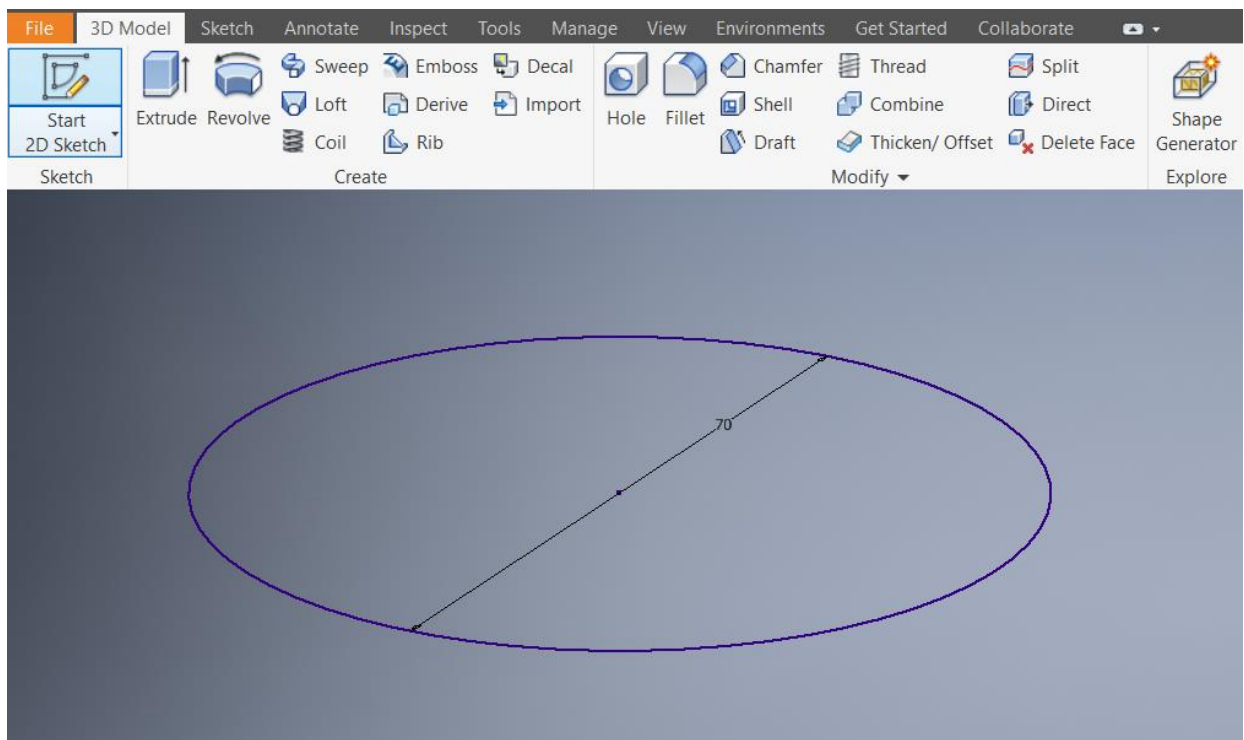 File 3D Model Sketch Annotate Inspect Tools Manage View Environments Get Started Collaborate
Start
2D Sketch
Extrude
Revolve
Sweep
Emboss
Decal
Loft
Derive
Import
Coil
Rib
Hole
Fillet
Chamfer
Thread
Split
Shell
Combine
Direct
Draft
Thicken/ Offset
Delete Face
Shape
Generator
Sketch
Create
Modify
Explore
70